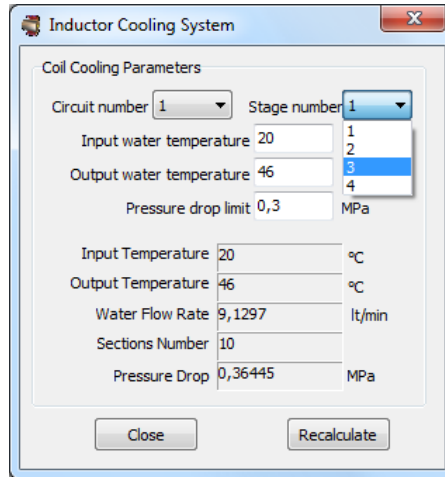 Inductor Cooling System
Coil Cooling Parameters
Circuit number 1 Stage number 1
1
Input water temperature 20
2
Output water temperature 46
3
4
Pressure drop limit 0,3 MPa
Input Temperature 20 ºC
Output Temperature 46 ºC
Water Flow Rate 9,1297 lt/min
Sections Number 10
Pressure Drop 0,36445 MPa
Close Recalculate